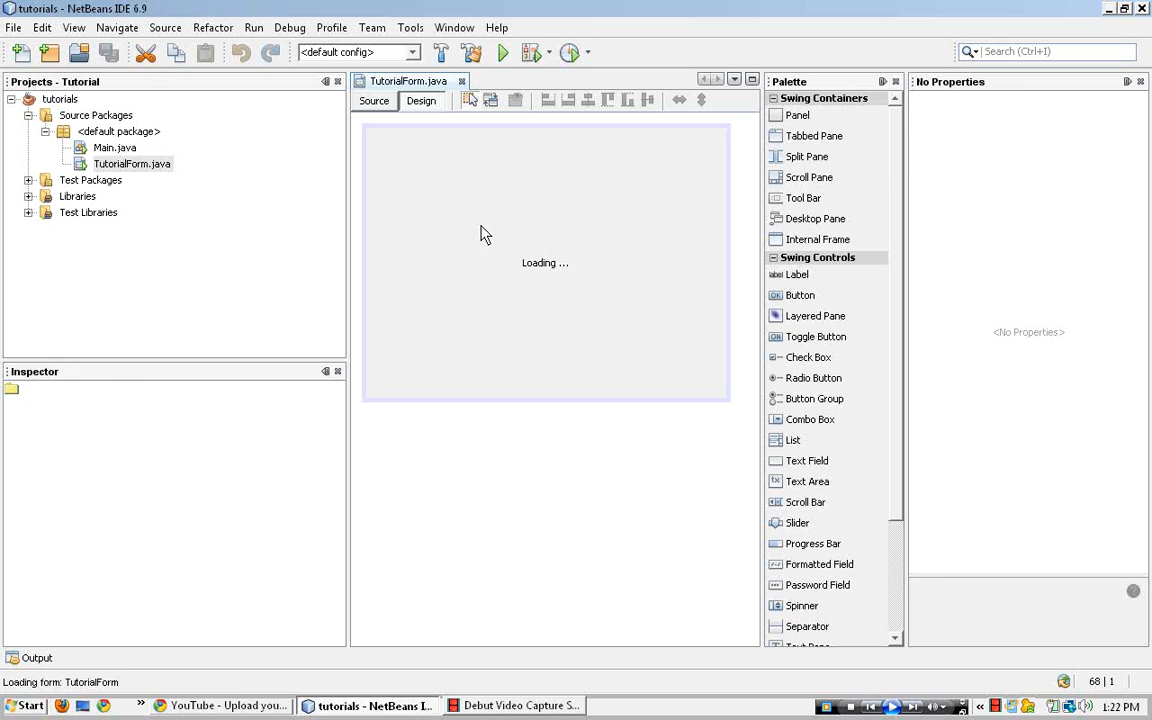 tutorials - NetBeans IDE 6.9
File Edit View Navigate Source Refactor Run Debug Profile Team Tools Window Help
<default config>
Search (Ctrl+I)
Projects - Tutorial
tutorials
Source Packages
<default package>
Main.java
TutorialForm.java
Test Packages
Libraries
Test Libraries
Inspector
TutorialForm.java
Source Design
Loading ...
Palette
Swing Containers
Panel
Tabbed Pane
Split Pane
Scroll Pane
Tool Bar
Desktop Pane
Internal Frame
Swing Controls
label Label
OK Button
Layered Pane
ON Toggle Button
Check Box
Radio Button
Button Group
Combo Box
List
Text Field
tx Text Area
Scroll Bar
Slider
Progress Bar
Formatted Field
Password Field
Spinner
Separator
No Properties
<No Properties>
?
Output
Loading form: TutorialForm
68 | 1
Start
»
YouTube - Upload you...
tutorials - NetBeans I...
Debut Video Capture S...
«
1:22 PM